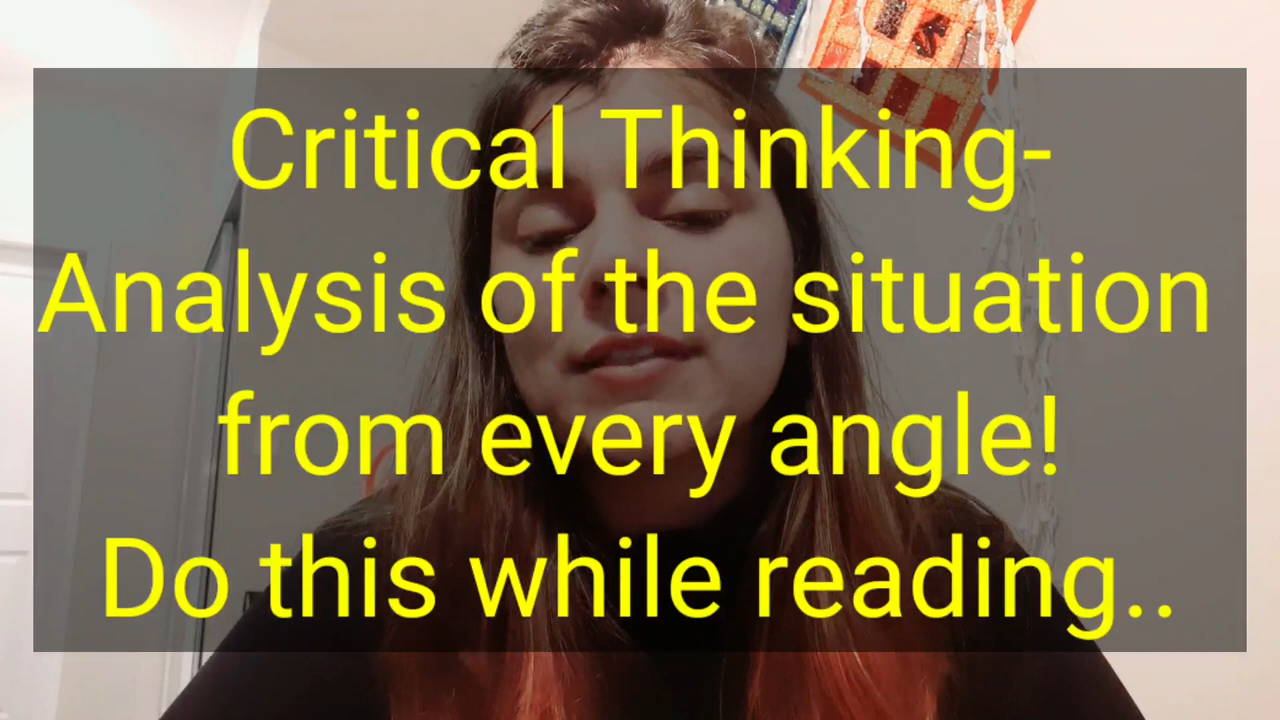 Critical Thinking-
Analysis of the situation
from every angle!
Do this while reading..